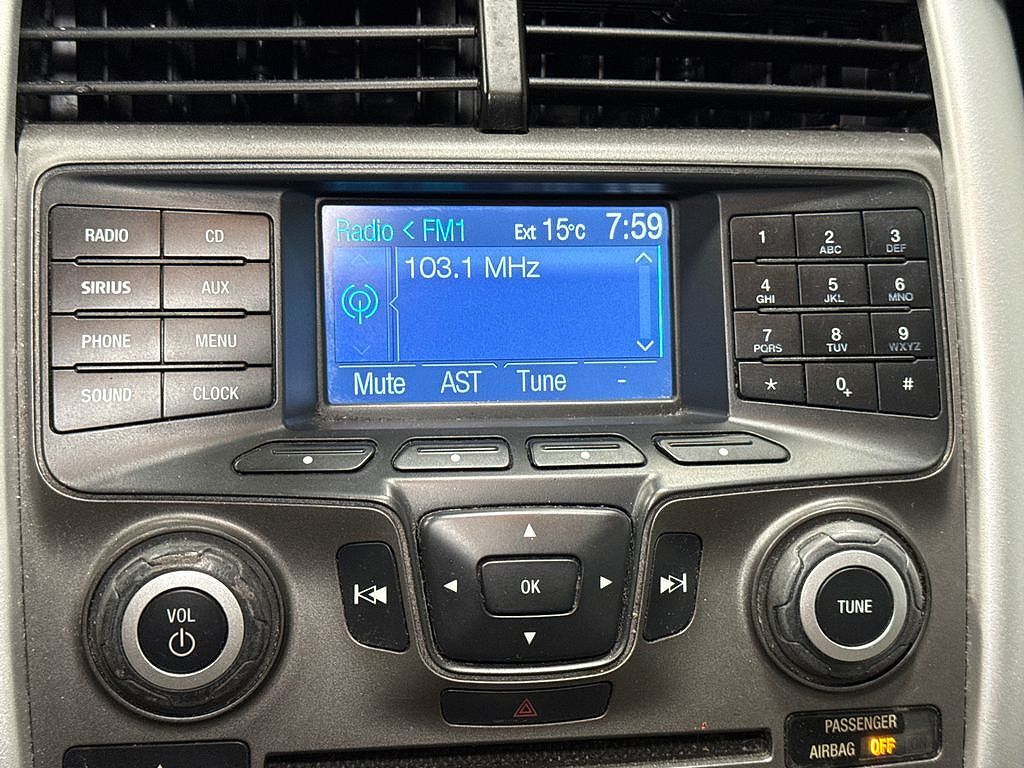 Radio < FM1 Ext 15°C 7:59
103.1 MHz
Mute AST Tune -
RADIO CD
SIRIUS AUX
PHONE MENU
SOUND CLOCK
1 2 ABC 3 DEF
4 GHI 5 JKL 6 MNO
7 PQRS 8 TUV 9 WXYZ
* 0+ #
OK
VOL
TUNE
PASSENGER
AIRBAG OFF